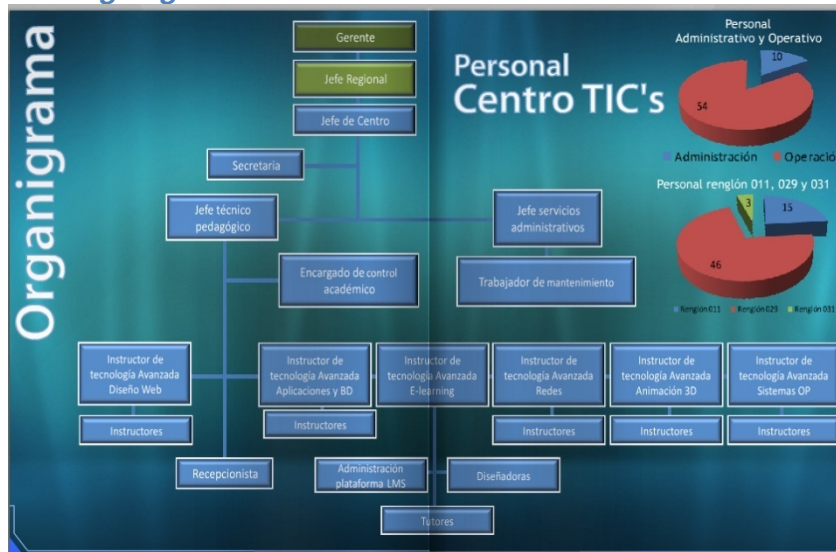 Organigrama
Gerente
Jefe Regional
Jefe de Centro
Secretaria
Jefe técnico
pedagógico
Jefe servicios
administrativos
Encargado de control
académico
Trabajador de mantenimiento
Personal
Centro TIC's
Personal
Administrativo y Operativo
10
54
Administración
Operació
Personal renglón 011, 029 y 031
3
15
46
Renglón 011
Renglón 029
Renglón 031
Instructor de
tecnología Avanzada
Diseño Web
Instructor de
tecnología Avanzada
Aplicaciones y BD
Instructor de
tecnología Avanzada
E-learning
Instructor de
tecnología Avanzada
Redes
Instructor de
tecnología Avanzada
Animación 3D
Instructor de
tecnología Avanzada
Sistemas OP
Instructores
Instructores
Instructores
Instructores
Instructores
Recepcionista
Administración
plataforma LMS
Diseñadoras
Tutores